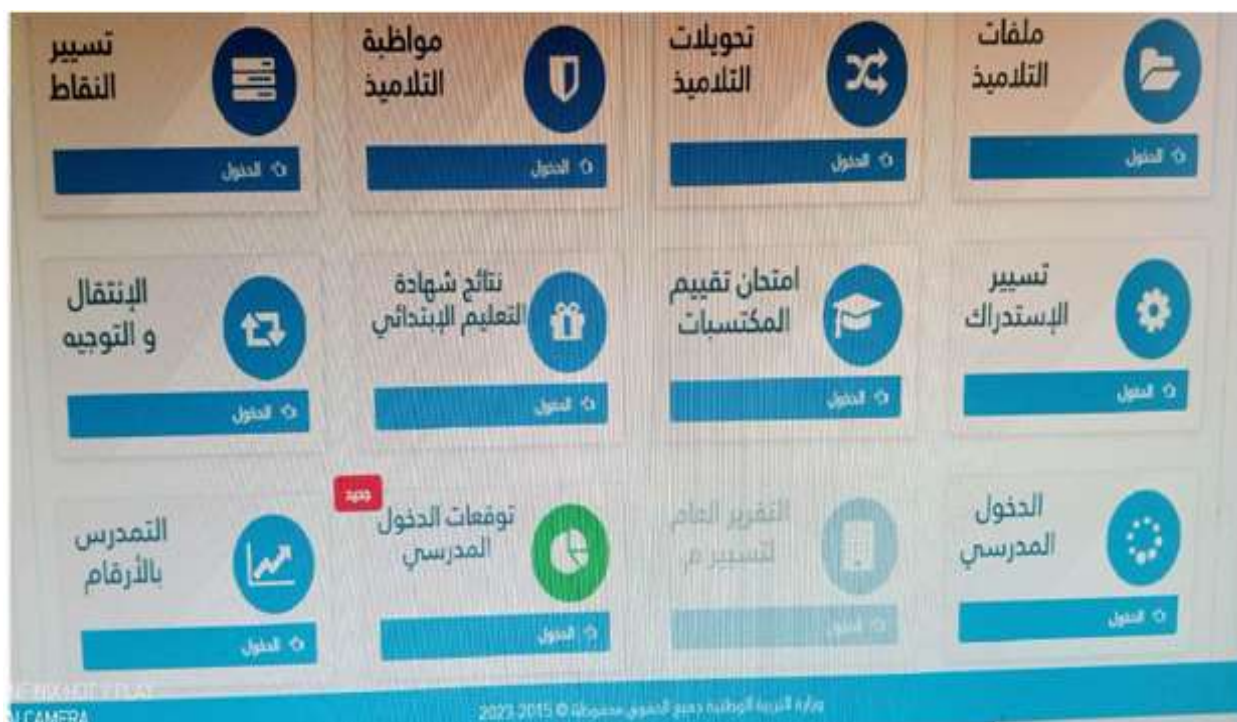 ملفات
التلاميذ
الدخول
تحويلات
التلاميذ
الدخول
مواظبة
التلاميذ
الدخول
تسيير
النقاط
الدخول
تسيير
الإستدراك
الدخول
امتحان تقييم
المكتسبات
الدخول
نتائج شهادة
التعليم الإبتدائي
الدخول
الإنتقال
و التوجيه
الدخول
الدخول
المدرسي
الدخول
التقرير العام
لتسيير م
الدخول
جديد
توقعات الدخول
المدرسي
الدخول
التمدرس
بالأرقام
الدخول
وزارة التربية الوطنية جميع الحقوق محفوظة © 2015-2023
CAMERA